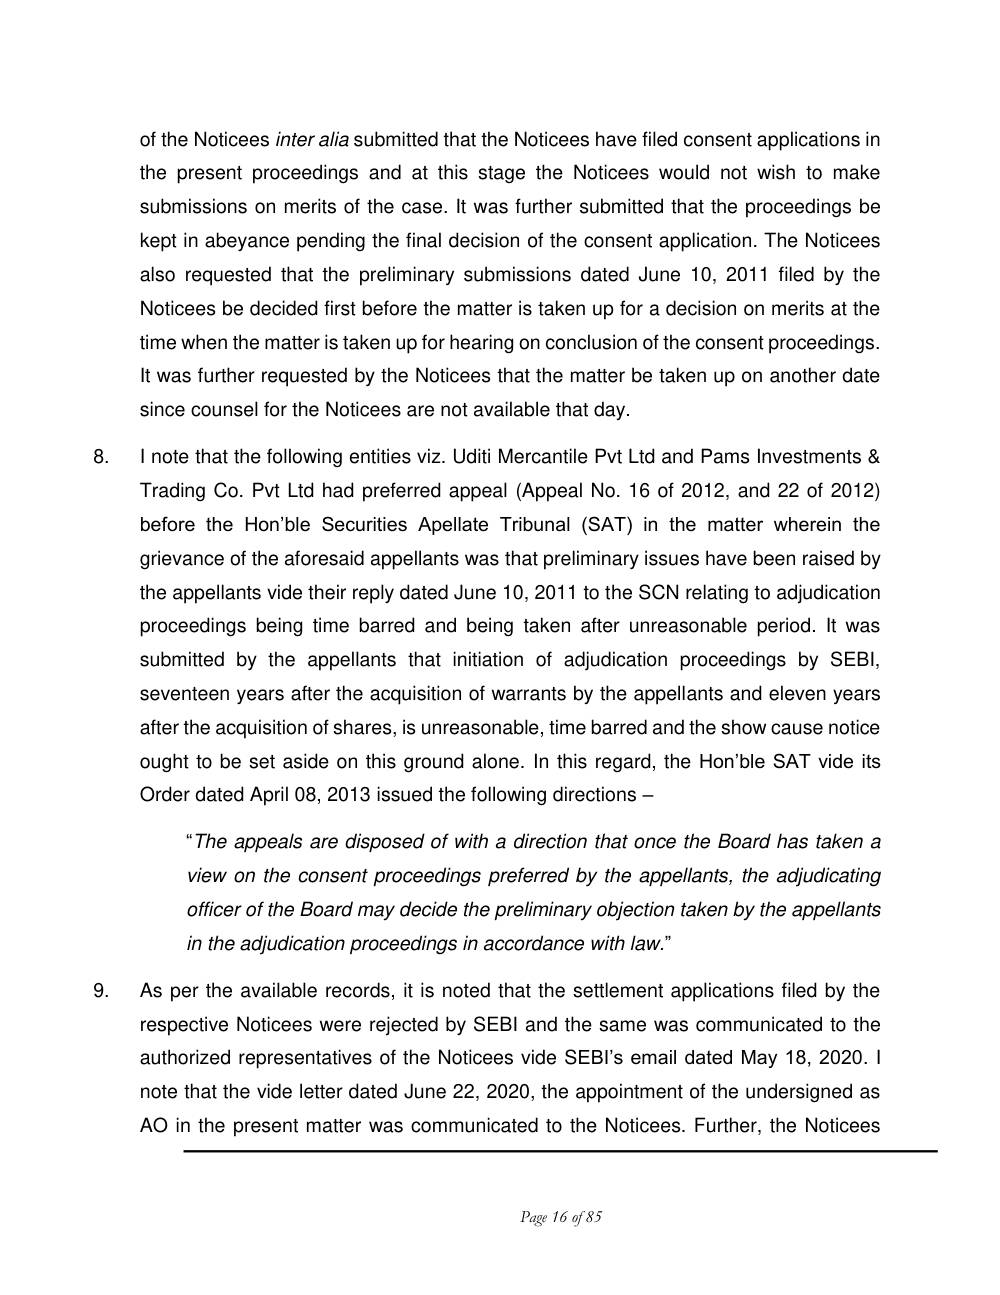 of the Noticees inter alia submitted that the Noticees have filed consent applications in
the present proceedings and at this stage the Noticees would not wish to make
submissions on merits of the case. It was further submitted that the proceedings be
kept in abeyance pending the final decision of the consent application. The Noticees
also requested that the preliminary submissions dated June 10, 2011 filed by the
Noticees be decided first before the matter is taken up for a decision on merits at the
time when the matter is taken up for hearing on conclusion of the consent proceedings.
It was further requested by the Noticees that the matter be taken up on another date
since counsel for the Noticees are not available that day.
8. I note that the following entities viz. Uditi Mercantile Pvt Ltd and Pams Investments &
Trading Co. Pvt Ltd had preferred appeal (Appeal No. 16 of 2012, and 22 of 2012)
before the Hon’ble Securities Apellate Tribunal (SAT) in the matter wherein the
grievance of the aforesaid appellants was that preliminary issues have been raised by
the appellants vide their reply dated June 10, 2011 to the SCN relating to adjudication
proceedings being time barred and being taken after unreasonable period. It was
submitted by the appellants that initiation of adjudication proceedings by SEBI,
seventeen years after the acquisition of warrants by the appellants and eleven years
after the acquisition of shares, is unreasonable, time barred and the show cause notice
ought to be set aside on this ground alone. In this regard, the Hon’ble SAT vide its
Order dated April 08, 2013 issued the following directions –
“The appeals are disposed of with a direction that once the Board has taken a
view on the consent proceedings preferred by the appellants, the adjudicating
officer of the Board may decide the preliminary objection taken by the appellants
in the adjudication proceedings in accordance with law.”
9. As per the available records, it is noted that the settlement applications filed by the
respective Noticees were rejected by SEBI and the same was communicated to the
authorized representatives of the Noticees vide SEBI’s email dated May 18, 2020. I
note that the vide letter dated June 22, 2020, the appointment of the undersigned as
AO in the present matter was communicated to the Noticees. Further, the Noticees
Page 16 of 85